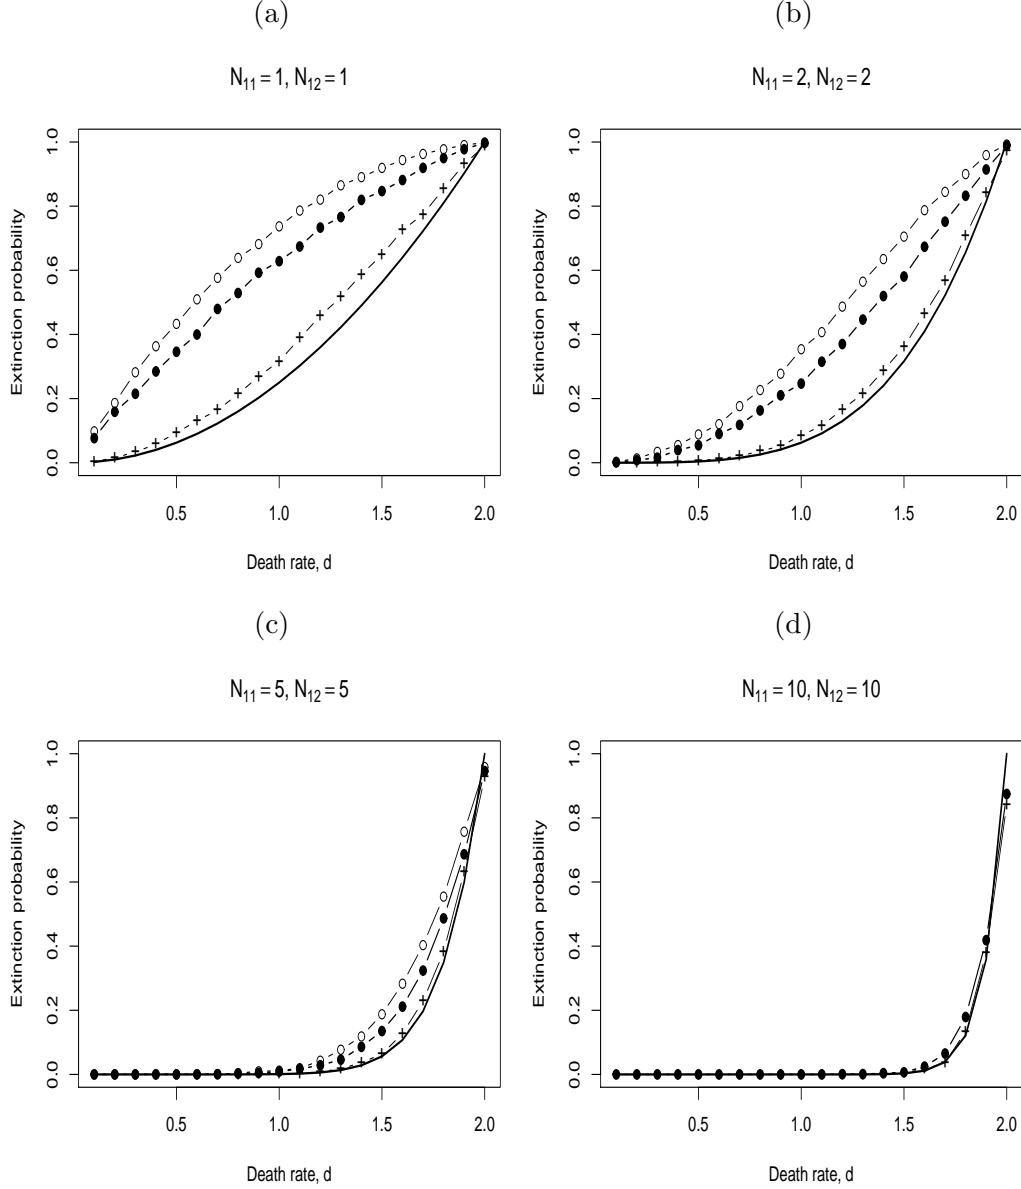 (a)
N₁₁ = 1, N₁₂ = 1
Extinction probability
1.0
0.8
0.6
0.4
0.2
0.0
0.5 1.0 1.5 2.0
Death rate, d
(b)
N₁₁ = 2, N₁₂ = 2
Extinction probability
1.0
0.8
0.6
0.4
0.2
0.0
0.5 1.0 1.5 2.0
Death rate, d
(c)
N₁₁ = 5, N₁₂ = 5
Extinction probability
1.0
0.8
0.6
0.4
0.2
0.0
0.5 1.0 1.5 2.0
Death rate, d
(d)
N₁₁ = 10, N₁₂ = 10
Extinction probability
1.0
0.8
0.6
0.4
0.2
0.0
0.5 1.0 1.5 2.0
Death rate, d